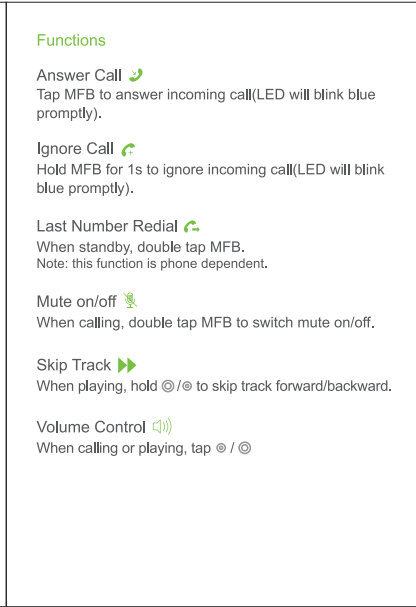 Functions
Answer Call
Tap MFB to answer incoming call(LED will blink blue
promptly).
Ignore Call
Hold MFB for 1s to ignore incoming call(LED will blink
blue promptly).
Last Number Redial
When standby, double tap MFB.
Note: this function is phone dependent.
Mute on/off
When calling, double tap MFB to switch mute on/off.
Skip Track
When playing, hold ◎/⊚ to skip track forward/backward.
Volume Control
When calling or playing, tap ⊚ / ◎